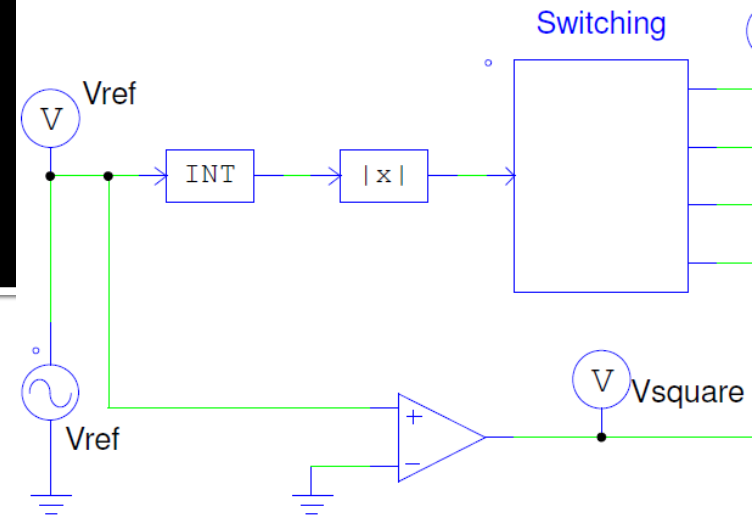 Switching
Vref
V
INT
|x|
V
Vsquare
Vref
+
−